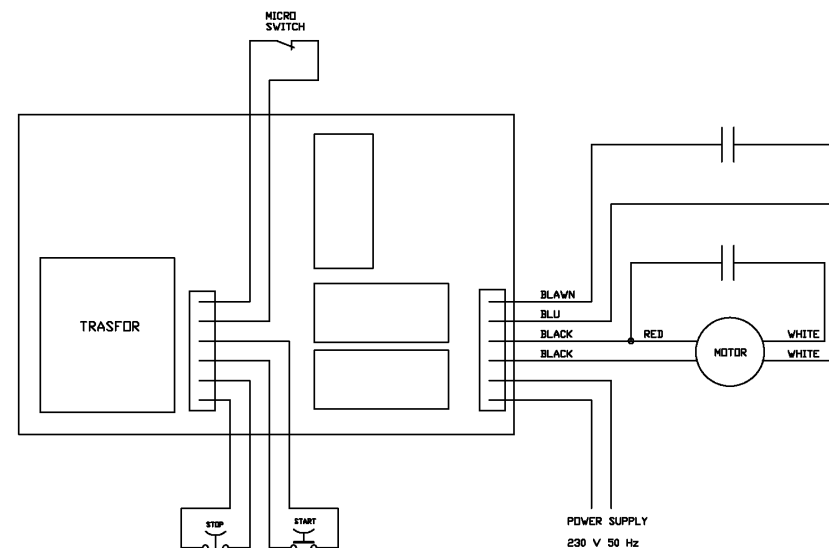 MICRO
SWITCH
TRASFOR
BLAWN
BLU
BLACK
RED
WHITE
MOTOR
BLACK
WHITE
STOP
START
POWER SUPPLY
230 V 50 Hz